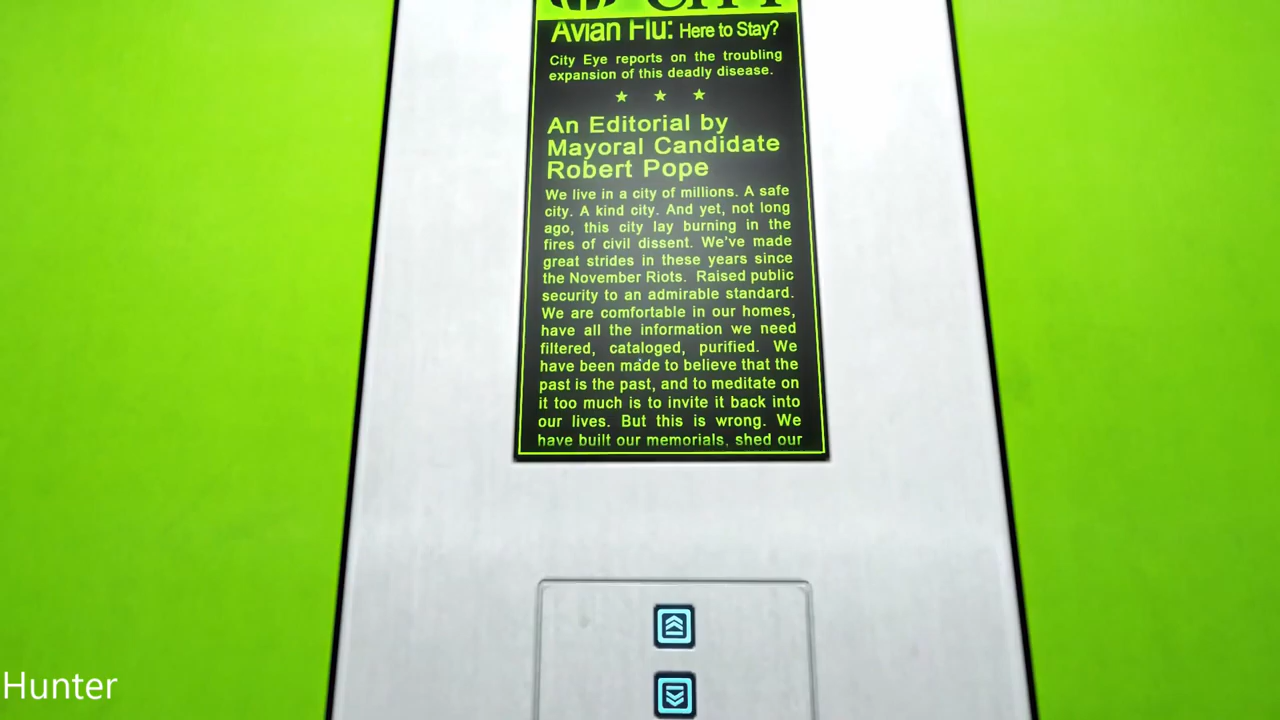 CITY
Avian Flu: Here to Stay?
City Eye reports on the troubling
expansion of this deadly disease.
An Editorial by
Mayoral Candidate
Robert Pope
We live in a city of millions. A safe
city. A kind city. And yet, not long
ago, this city lay burning in the
fires of civil dissent. We've made
great strides in these years since
the November Riots. Raised public
security to an admirable standard.
We are comfortable in our homes,
have all the information we need
filtered, cataloged, purified. We
have been made to believe that the
past is the past, and to meditate on
it too much is to invite it back into
our lives. But this is wrong. We
have built our memorials, shed our
Hunter